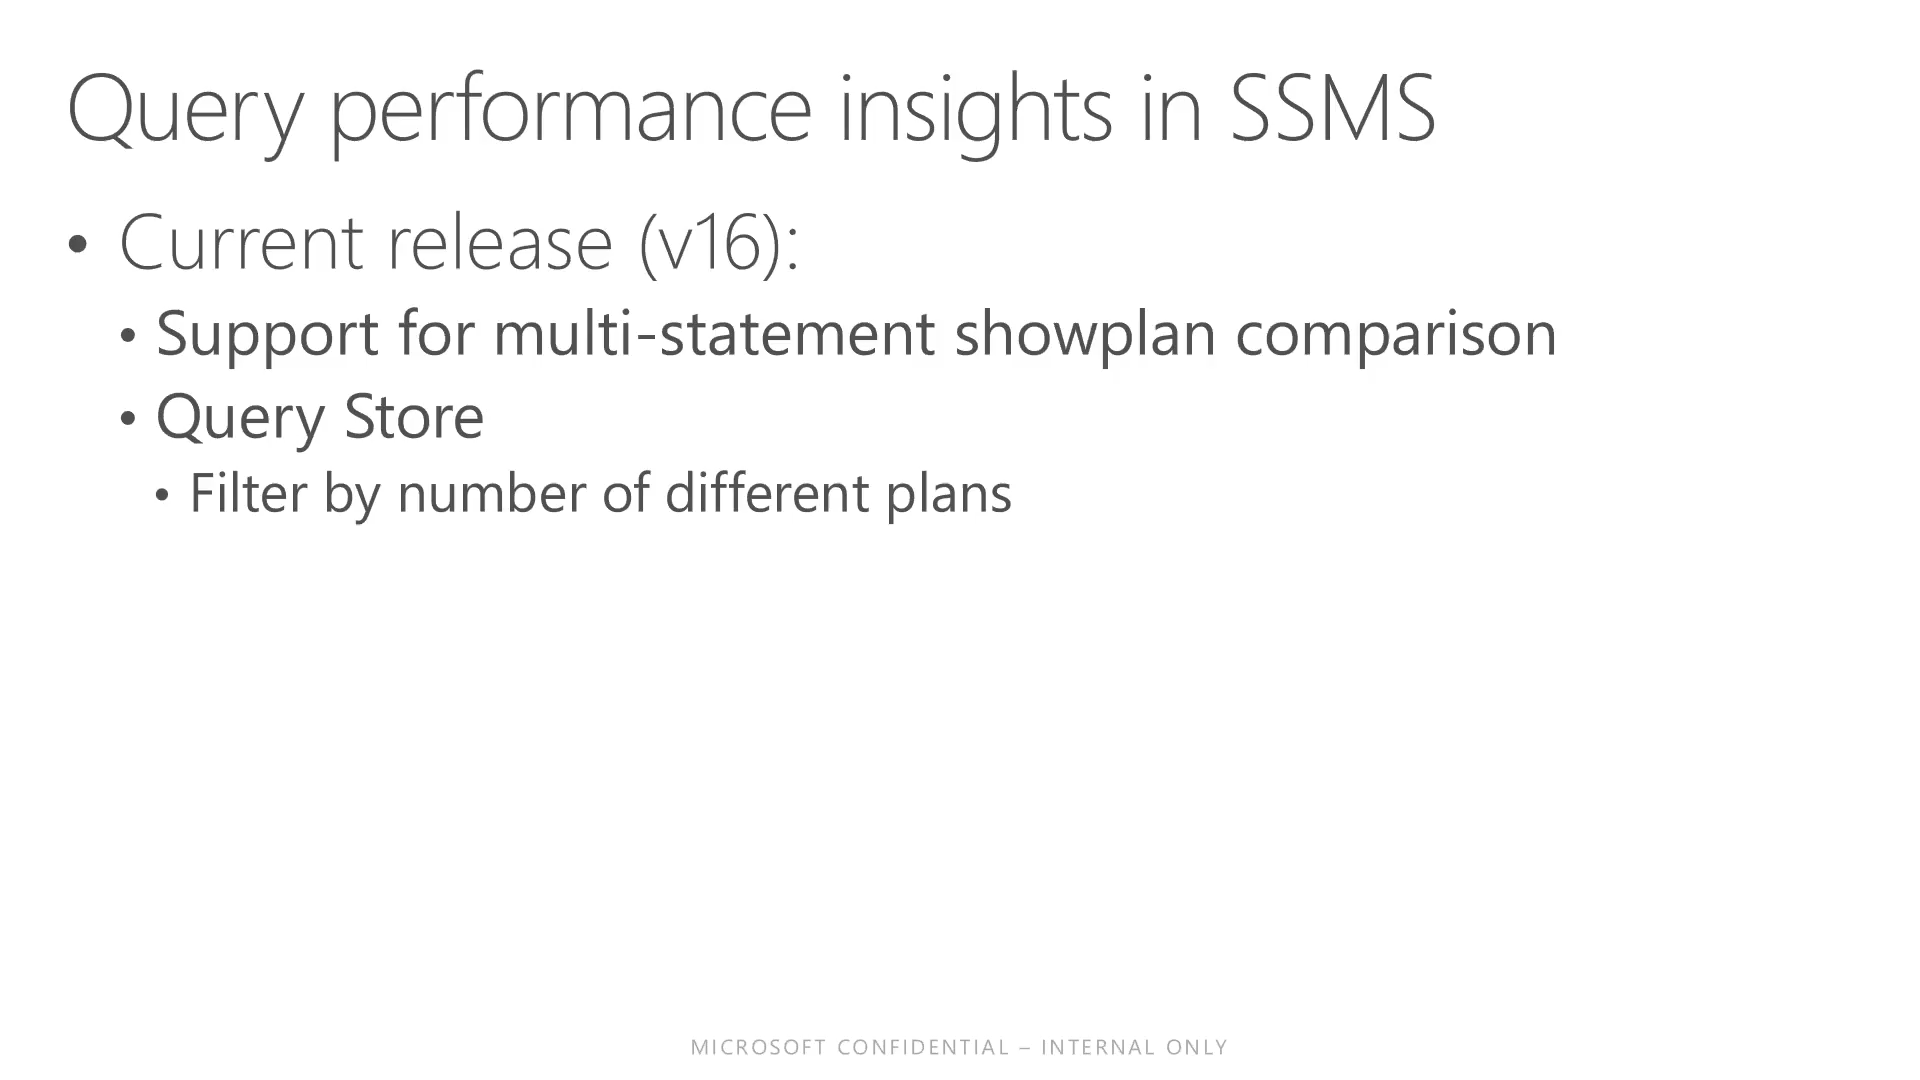 Query performance insights in SSMS
• Current release (v16):
• Support for multi-statement showplan comparison
• Query Store
• Filter by number of different plans
MICROSOFT CONFIDENTIAL – INTERNAL ONLY